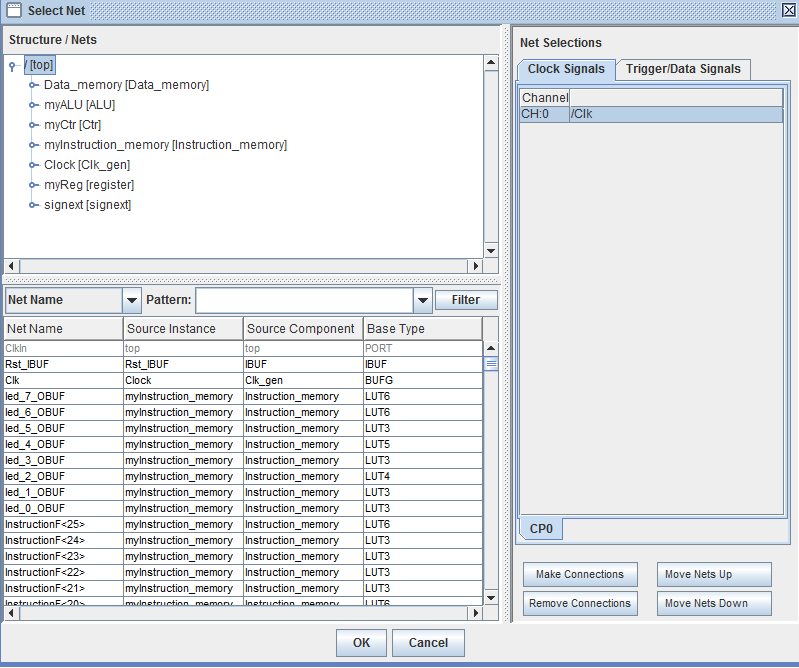 Select Net
Structure / Nets
/ [top]
Data_memory [Data_memory]
myALU [ALU]
myCtr [Ctr]
myInstruction_memory [Instruction_memory]
Clock [Clk_gen]
myReg [register]
signext [signext]
Net Name Pattern: Filter
Net Name Source Instance Source Component Base Type
ClkIn top top PORT
Rst_IBUF Rst_IBUF IBUF IBUF
Clk Clock Clk_gen BUFG
led_7_OBUF myInstruction_memory Instruction_memory LUT6
led_6_OBUF myInstruction_memory Instruction_memory LUT6
led_5_OBUF myInstruction_memory Instruction_memory LUT3
led_4_OBUF myInstruction_memory Instruction_memory LUT5
led_3_OBUF myInstruction_memory Instruction_memory LUT3
led_2_OBUF myInstruction_memory Instruction_memory LUT4
led_1_OBUF myInstruction_memory Instruction_memory LUT3
led_0_OBUF myInstruction_memory Instruction_memory LUT3
InstructionF<25> myInstruction_memory Instruction_memory LUT6
InstructionF<24> myInstruction_memory Instruction_memory LUT3
InstructionF<23> myInstruction_memory Instruction_memory LUT3
InstructionF<22> myInstruction_memory Instruction_memory LUT3
InstructionF<21> myInstruction_memory Instruction_memory LUT3
InstructionF<20> myInstruction_memory Instruction_memory LUT6
Net Selections
Clock Signals Trigger/Data Signals
Channel
CH:0 /Clk
CP0
Make Connections Move Nets Up
Remove Connections Move Nets Down
OK Cancel